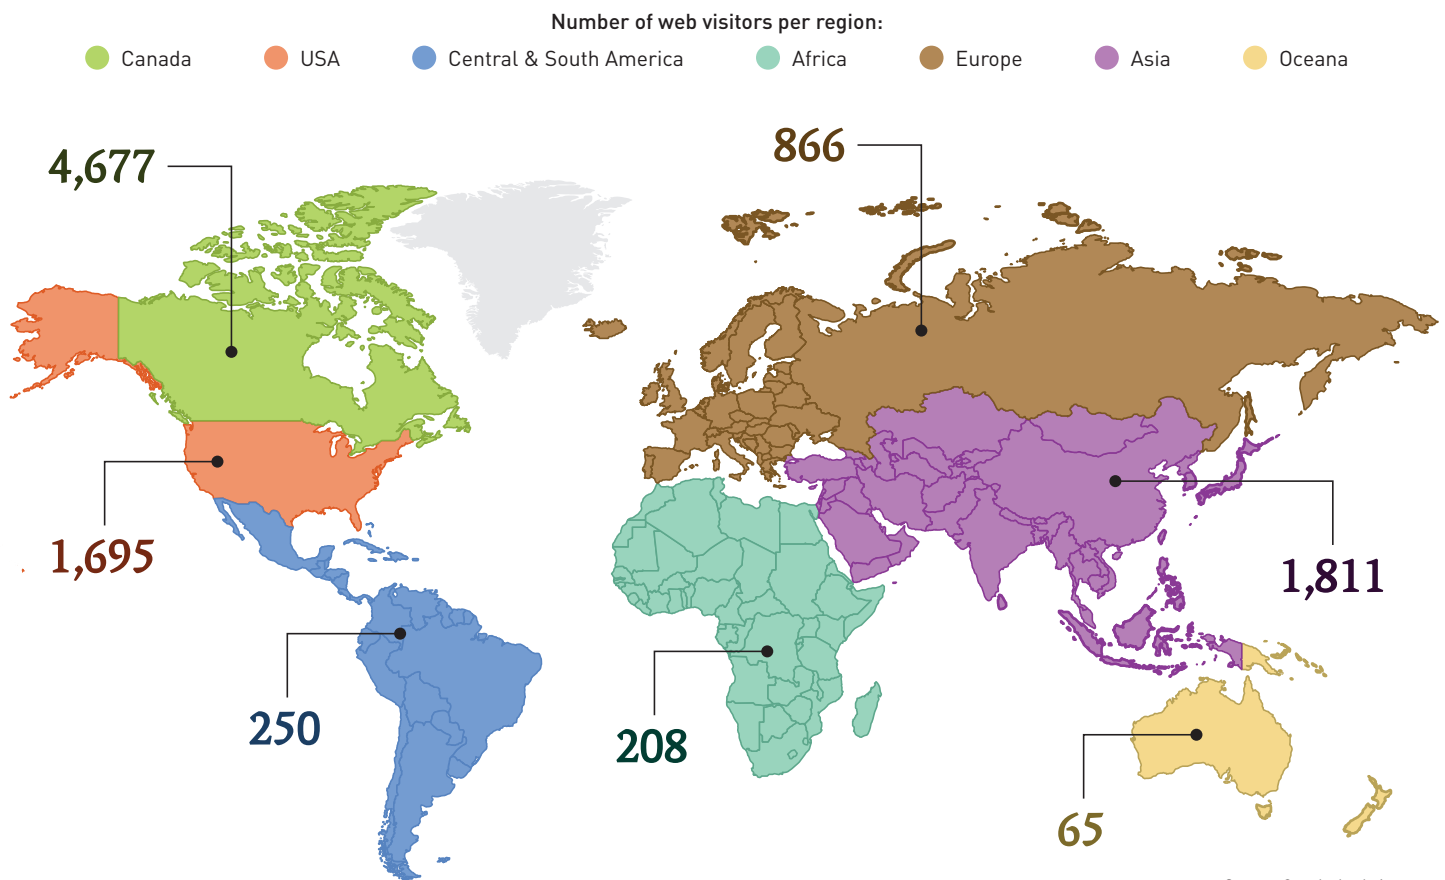 Number of web visitors per region:
Canada
USA
Central & South America
Africa
Europe
Asia
Oceana
4,677
866
1,695
1,811
250
208
65